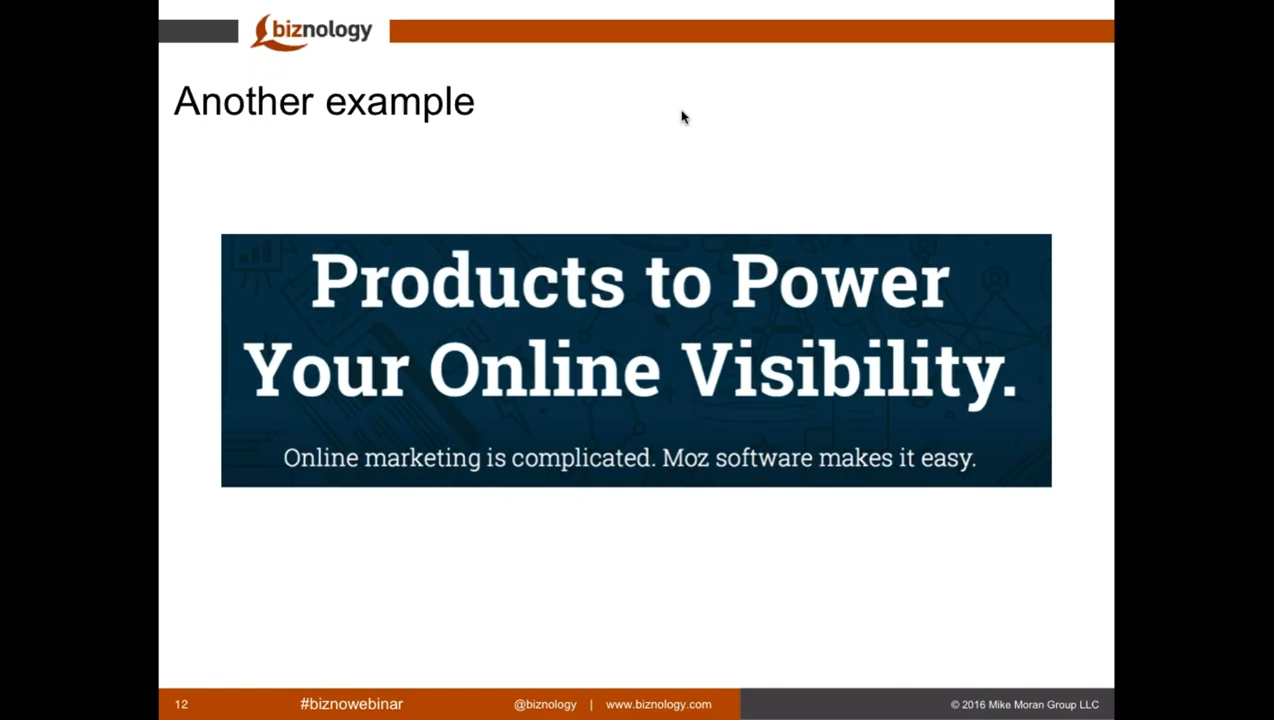 biznology
Another example
Products to Power
Your Online Visibility.
Online marketing is complicated. Moz software makes it easy.
12 #biznowebinar @biznology | www.biznology.com © 2016 Mike Moran Group LLC